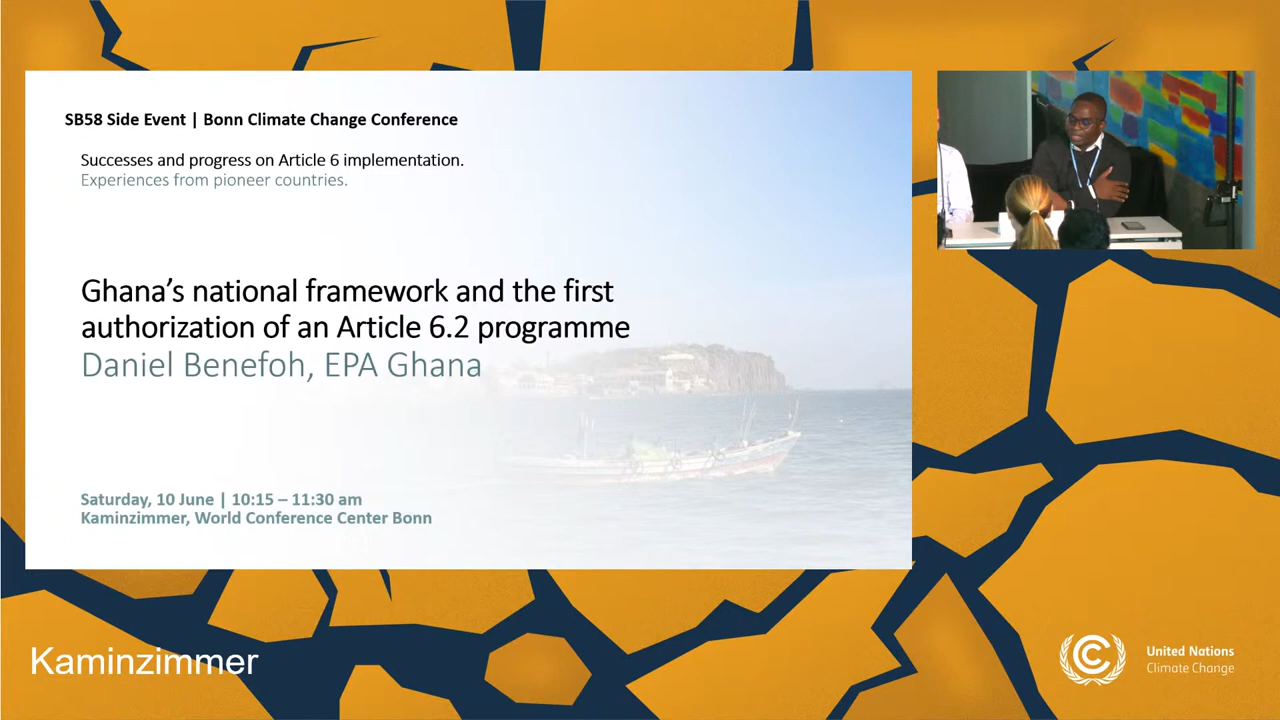 SB58 Side Event | Bonn Climate Change Conference
Successes and progress on Article 6 implementation.
Experiences from pioneer countries.
Ghana’s national framework and the first
authorization of an Article 6.2 programme
Daniel Benefoh, EPA Ghana
Saturday, 10 June | 10:15 – 11:30 am
Kaminzimmer, World Conference Center Bonn
Kaminzimmer
United Nations
Climate Change